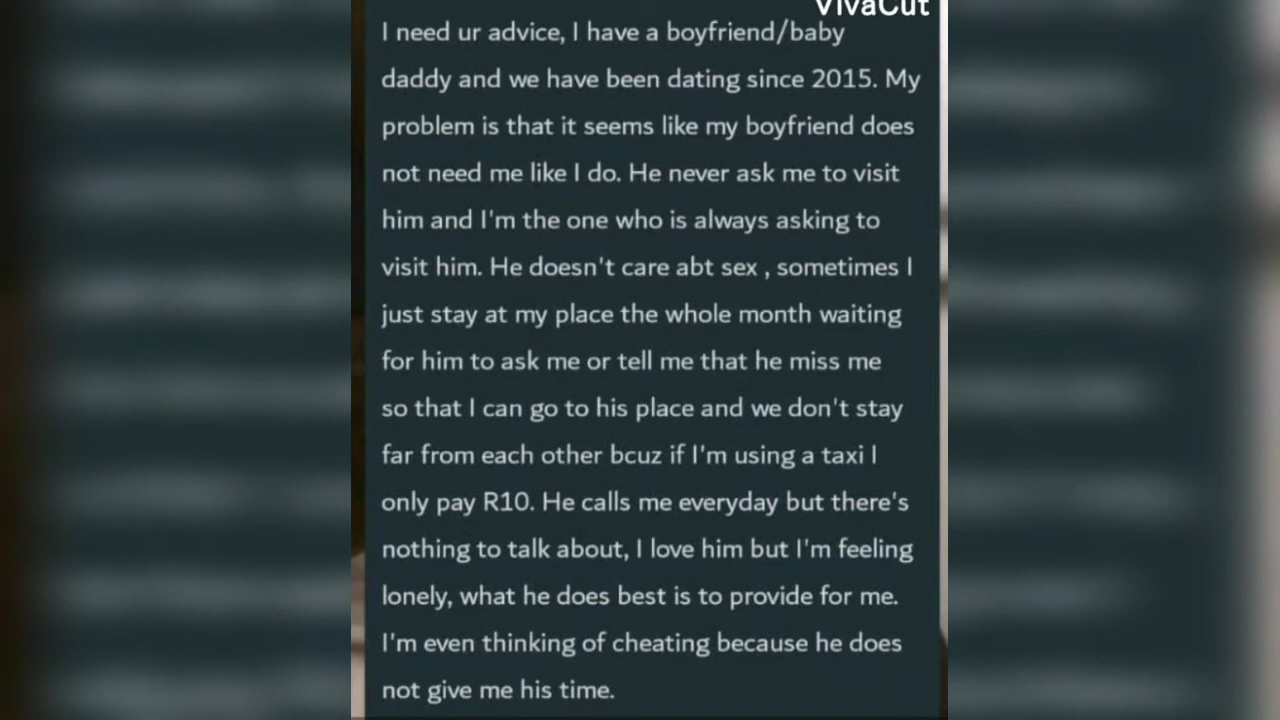 VivaCut
I need ur advice, I have a boyfriend/baby
daddy and we have been dating since 2015. My
problem is that it seems like my boyfriend does
not need me like I do. He never ask me to visit
him and I'm the one who is always asking to
visit him. He doesn't care abt sex , sometimes I
just stay at my place the whole month waiting
for him to ask me or tell me that he miss me
so that I can go to his place and we don't stay
far from each other bcuz if I'm using a taxi I
only pay R10. He calls me everyday but there's
nothing to talk about, I love him but I'm feeling
lonely, what he does best is to provide for me.
I'm even thinking of cheating because he does
not give me his time.